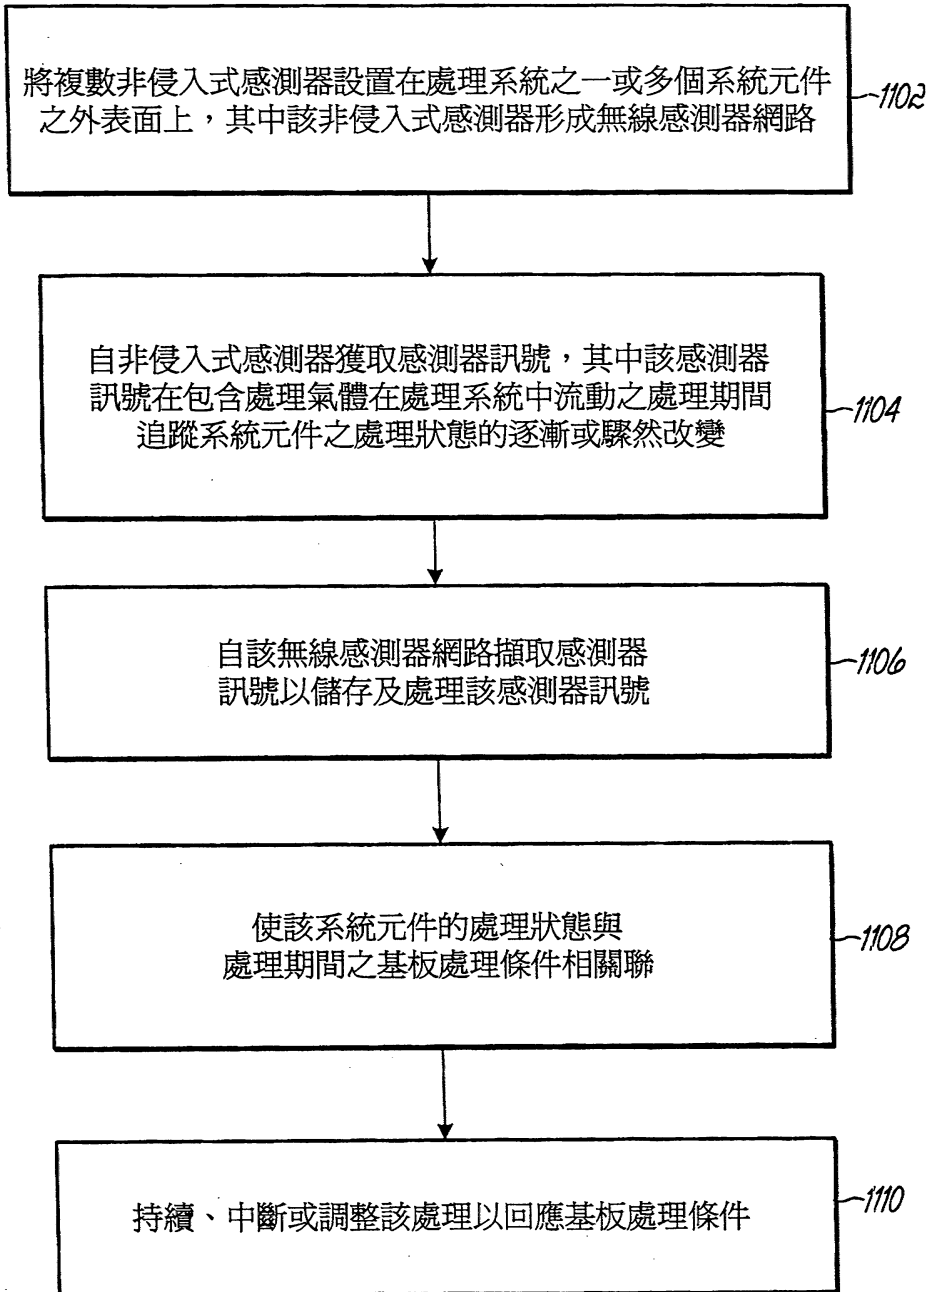 將複數非侵入式感測器設置在處理系統之一或多個系統元件
之外表面上，其中該非侵入式感測器形成無線感測器網路
1102
自非侵入式感測器獲取感測器訊號，其中該感測器
訊號在包含處理氣體在處理系統中流動之處理期間
追蹤系統元件之處理狀態的逐漸或驟然改變
1104
自該無線感測器網路擷取感測器
訊號以儲存及處理該感測器訊號
1106
使該系統元件的處理狀態與
處理期間之基板處理條件相關聯
1108
持續、中斷或調整該處理以回應基板處理條件
1110